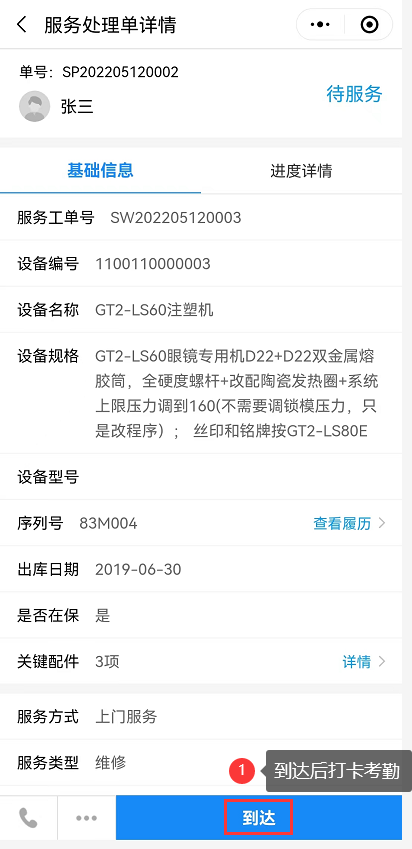 服务处理单详情
单号：SP202205120002
张三
待服务
基础信息 进度详情
服务工单号 SW202205120003
设备编号 1100110000003
设备名称 GT2-LS60注塑机
设备规格 GT2-LS60眼镜专用机D22+D22双金属熔
胶筒，全硬度螺杆+改配陶瓷发热圈+系统
上限压力调到160(不需要调锁模压力，只
是改程序）； 丝印和铭牌按GT2-LS80E
设备型号
序列号 83M004 查看履历
出库日期 2019-06-30
是否在保 是
关键配件 3项 详情
服务方式 上门服务
服务类型 维修
1 到达后打卡考勤
到达